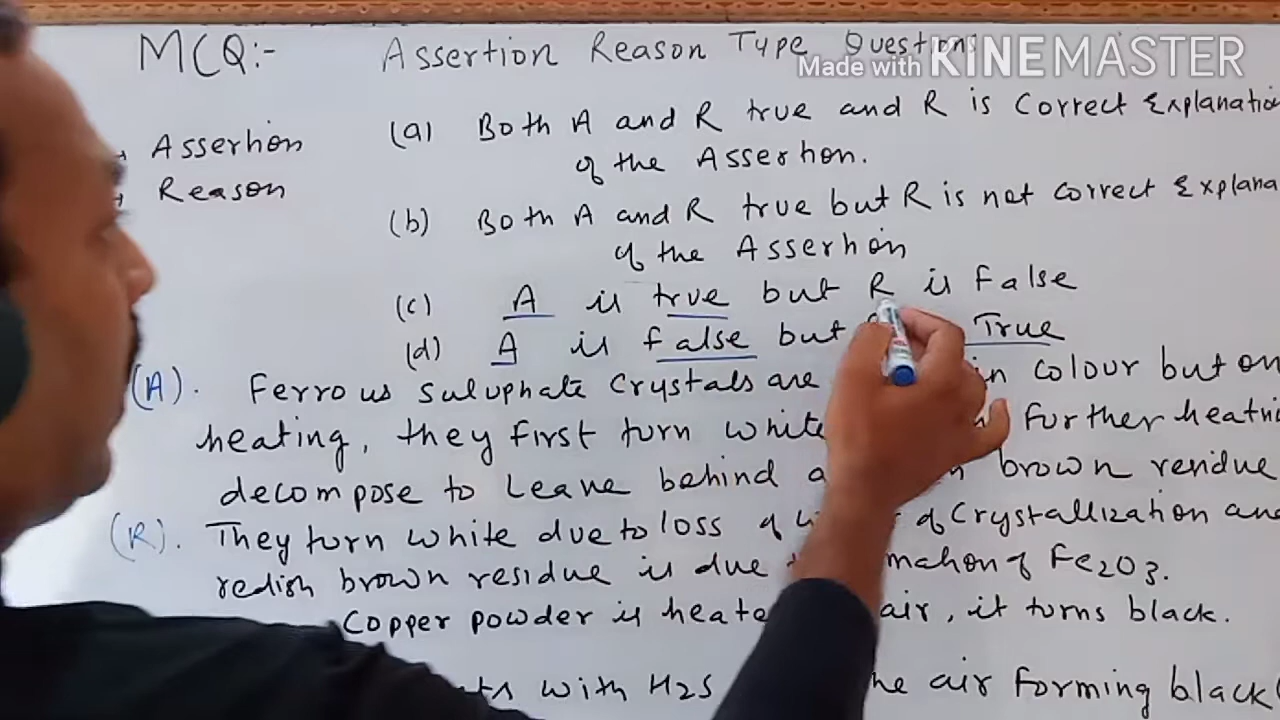 MCQ:- Assertion Reason Type Question
Made with KINEMASTER
→ Assertion
→ Reason
(a) Both A and R true and R is Correct Explanatio
of the Assertion.
(b) Both A and R true but R is not correct Explana
of the Assertion
(c) A is true but R is false
(d) A is false but True
(A). Ferrous suluphate Crystals are in colour but on
heating, they first turn white further heatin
decompose to Leave behind a brown residue
(R). They turn white due to loss of of Crystallization and
redish brown residue is due of Fe2O3.
Copper powder is heate air, it turns black.
with H2S he air forming black